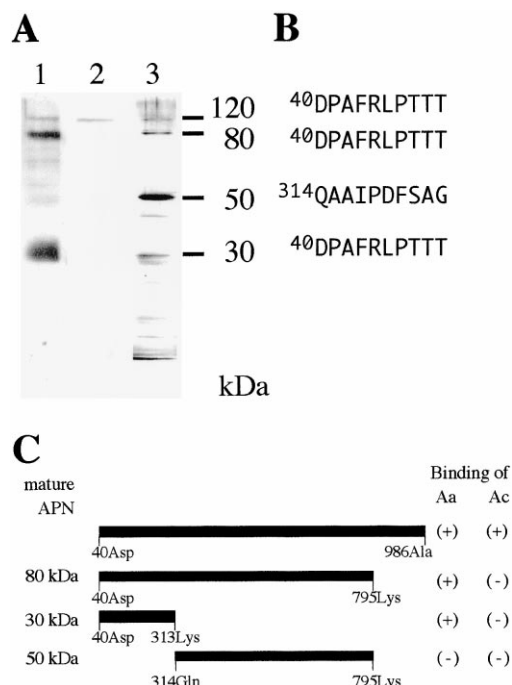 A
B
1 2 3
120
80
50
30
kDa
40DPAFRLPTTT
40DPAFRLPTTT
314QAAIPDFSAG
40DPAFRLPTTT
C
mature
APN
Binding of
Aa Ac
40Asp 986Ala (+) (+)
80 kDa 40Asp 795Lys (+) (-)
30 kDa 40Asp 313Lys (+) (-)
50 kDa 314Gln 795Lys (-) (-)